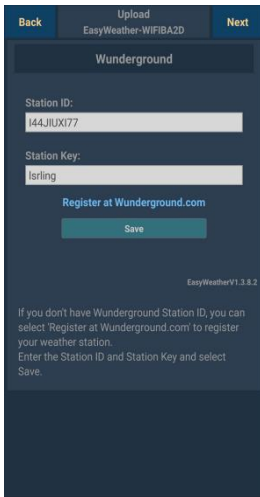 Back
Upload
Next
EasyWeather-WIFIBA2D
Wunderground
Station ID:
I44JIUXI77
Station Key:
Isrling
Register at Wunderground.com
Save
EasyWeatherV1.3.8.2
If you don't have Wunderground Station ID, you can
select 'Register at Wunderground.com' to register
your weather station.
Enter the Station ID and Station Key and select
Save.